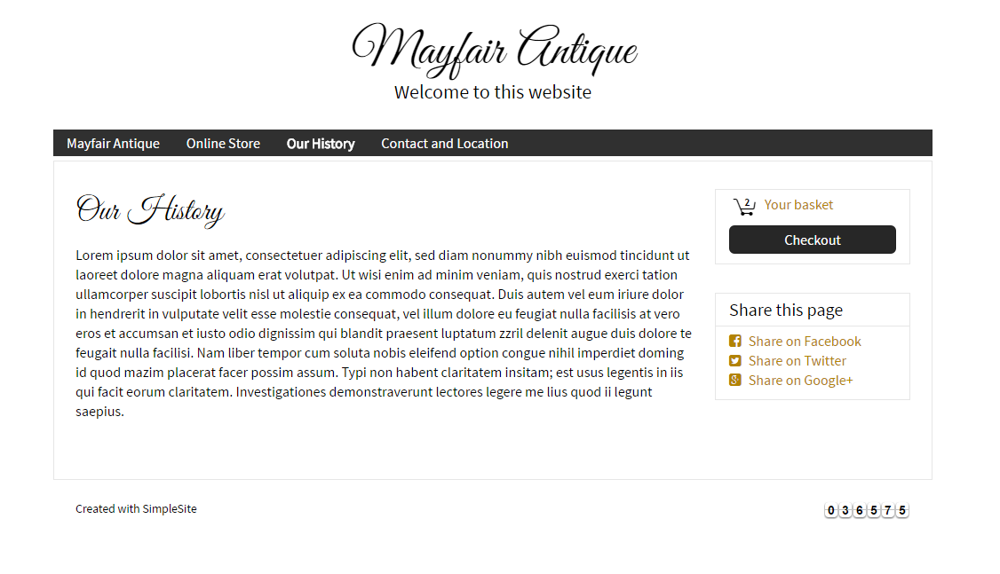 Mayfair Antique
Welcome to this website
Mayfair Antique Online Store Our History Contact and Location
Our History
Lorem ipsum dolor sit amet, consectetuer adipiscing elit, sed diam nonummy nibh euismod tincidunt ut
laoreet dolore magna aliquam erat volutpat. Ut wisi enim ad minim veniam, quis nostrud exerci tation
ullamcorper suscipit lobortis nisl ut aliquip ex ea commodo consequat. Duis autem vel eum iriure dolor
in hendrerit in vulputate velit esse molestie consequat, vel illum dolore eu feugiat nulla facilisis at vero
eros et accumsan et iusto odio dignissim qui blandit praesent luptatum zzril delenit augue duis dolore te
feugait nulla facilisi. Nam liber tempor cum soluta nobis eleifend option congue nihil imperdiet doming
id quod mazim placerat facer possim assum. Typi non habent claritatem insitam; est usus legentis in iis
qui facit eorum claritatem. Investigationes demonstraverunt lectores legere me lius quod ii legunt
saepius.
2 Your basket
Checkout
Share this page
Share on Facebook
Share on Twitter
Share on Google+
Created with SimpleSite
036575